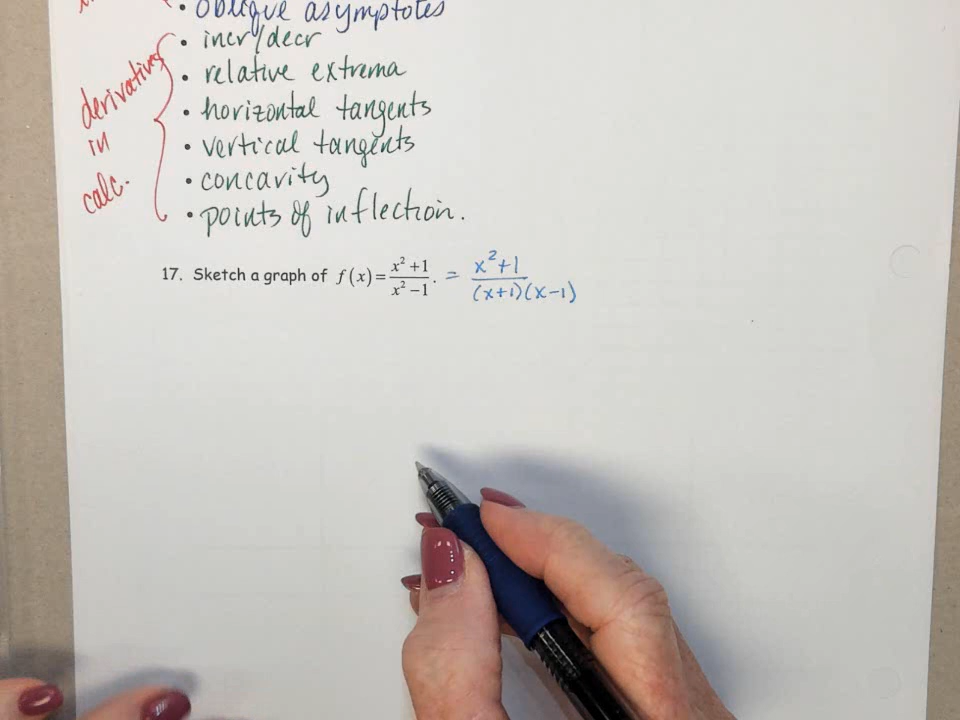 • oblique asymptotes
• incr/decr
• relative extrema
• horizontal tangents
• vertical tangents
• concavity
• points of inflection.
derivatives
in
calc.
17. Sketch a graph of f(x) = (x² + 1)/(x² − 1). = (x² + 1)/((x+1)(x−1))